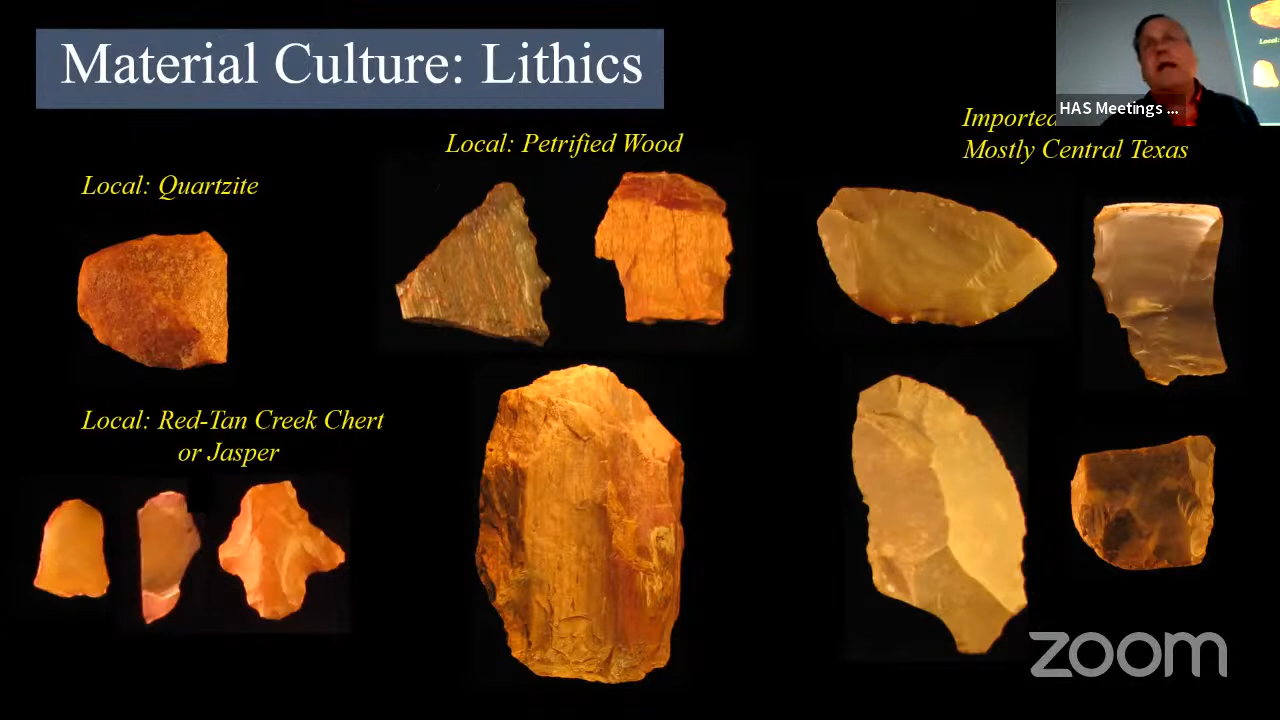 Material Culture: Lithics
HAS Meetings ...
Local: Quartzite
Local: Petrified Wood
Imported
Mostly Central Texas
Local: Red-Tan Creek Chert
or Jasper
zoom